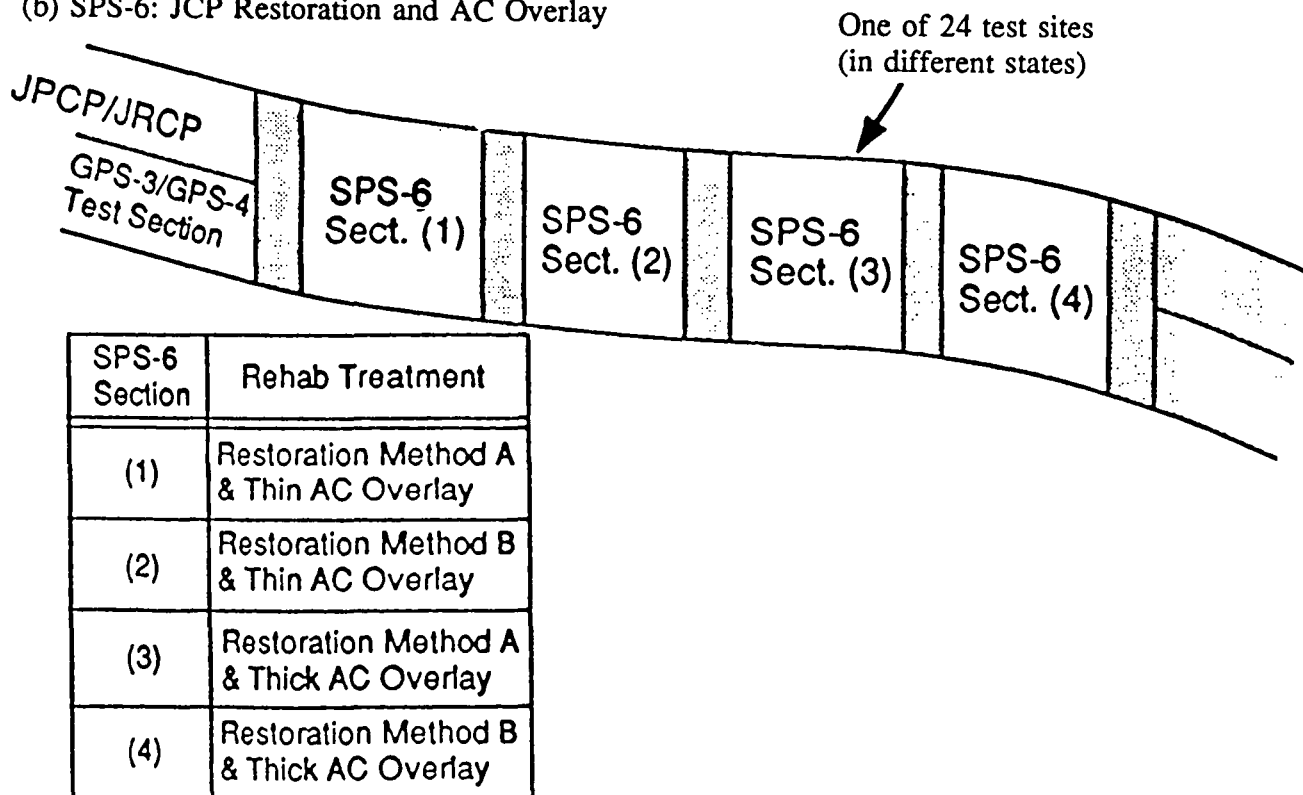 (b) SPS-6: JCP Restoration and AC Overlay
One of 24 test sites
(in different states)
JPCP/JRCP
GPS-3/GPS-4
Test Section
SPS-6
Sect. (1)
SPS-6
Sect. (2)
SPS-6
Sect. (3)
SPS-6
Sect. (4)
SPS-6
Section
Rehab Treatment
(1)
Restoration Method A
& Thin AC Overlay
(2)
Restoration Method B
& Thin AC Overlay
(3)
Restoration Method A
& Thick AC Overlay
(4)
Restoration Method B
& Thick AC Overlay